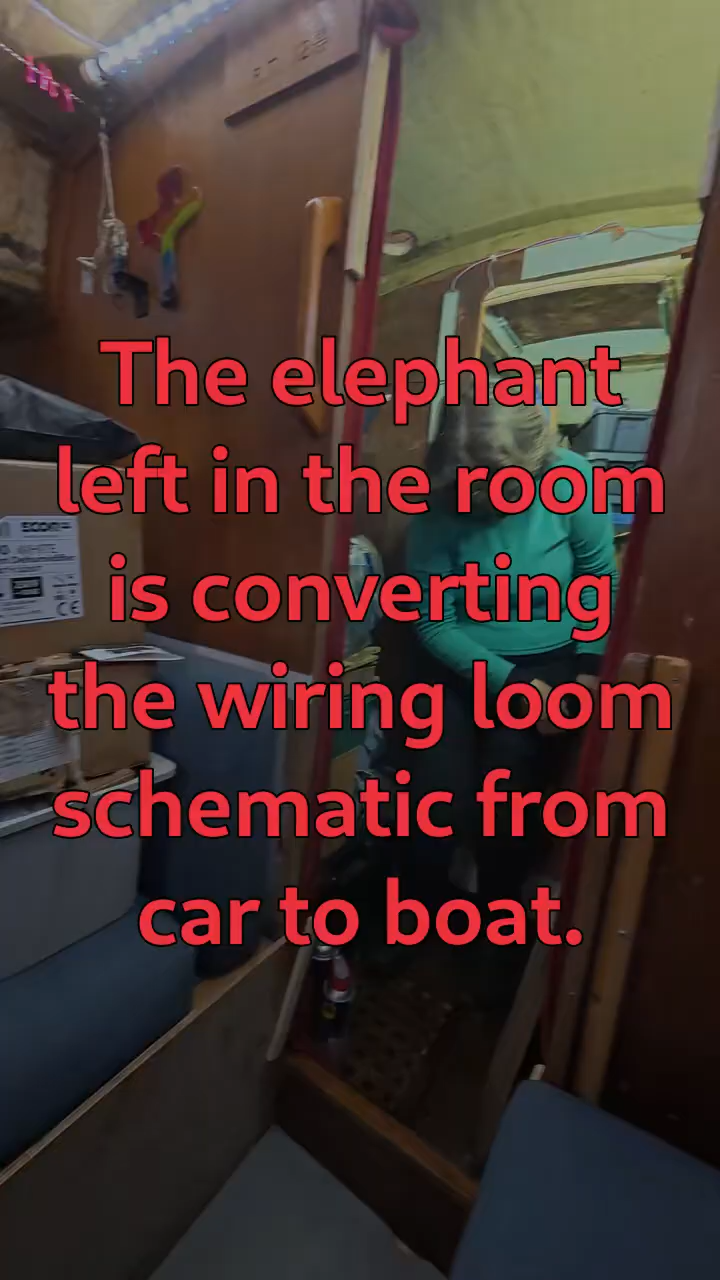 The elephant
left in the room
is converting
the wiring loom
schematic from
car to boat.